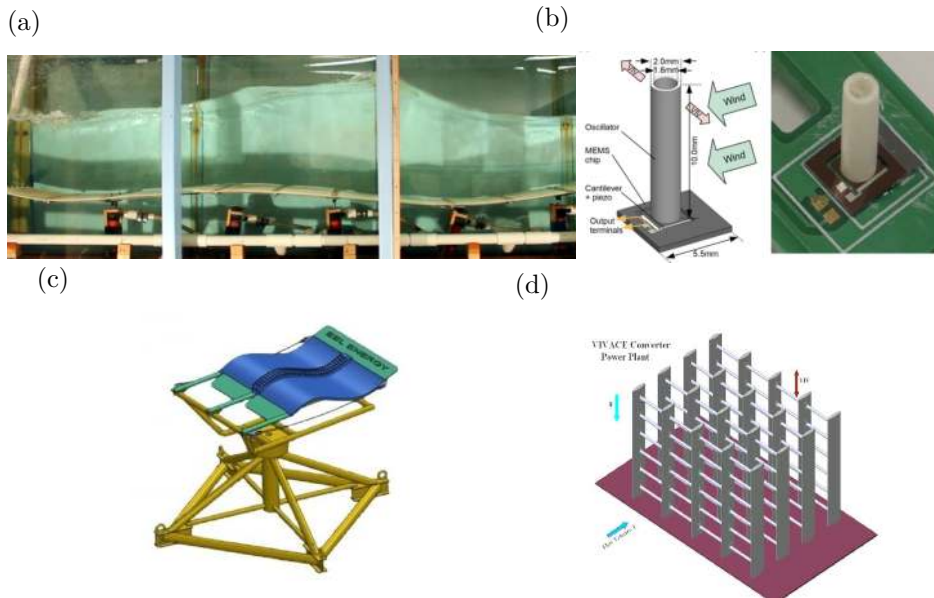 (a)
(b)
2.0mm
1.6mm
Wind
Oscillator
10.0mm
MEMS
chip
Wind
Cantilever
+ piezo
Output
terminals
5.5mm
(c)
(d)
EEL ENERGY
VIVACE Converter
Power Plant